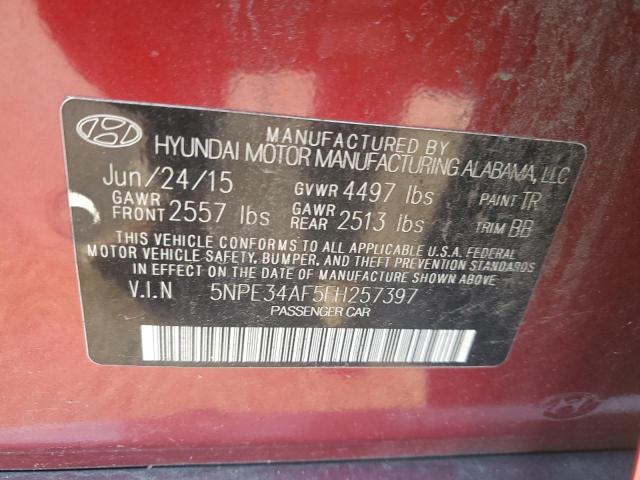 MANUFACTURED BY
HYUNDAI MOTOR MANUFACTURING ALABAMA, LLC
Jun/24/15 GVWR 4497 lbs PAINT TR
GAWR FRONT 2557 lbs GAWR REAR 2513 lbs TRIM BB
THIS VEHICLE CONFORMS TO ALL APPLICABLE U.S.A. FEDERAL
MOTOR VEHICLE SAFETY, BUMPER, AND THEFT PREVENTION STANDARDS
IN EFFECT ON THE DATE OF MANUFACTURE SHOWN ABOVE
V.I.N 5NPE34AF5FH257397
PASSENGER CAR